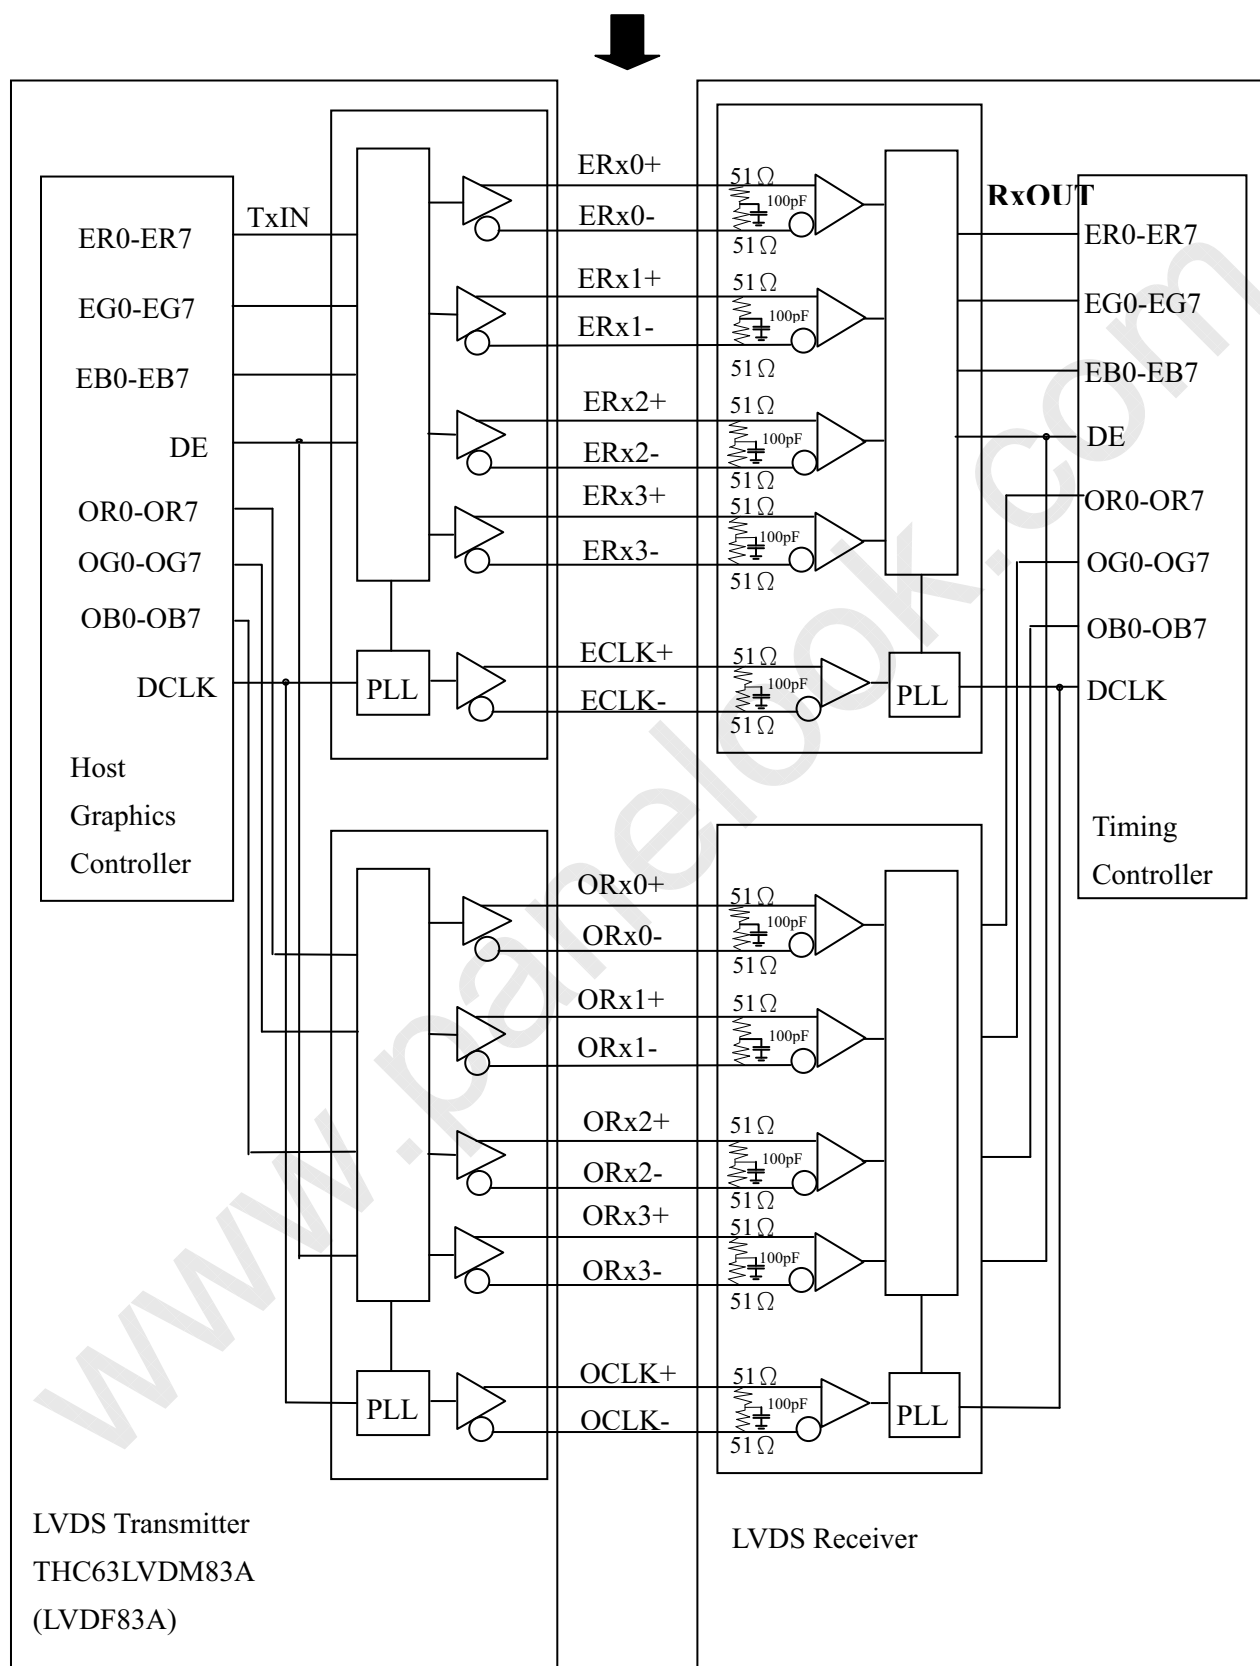 TxIN
ER0-ER7
EG0-EG7
EB0-EB7
DE
OR0-OR7
OG0-OG7
OB0-OB7
DCLK
Host
Graphics
Controller
PLL
ERx0+
ERx0-
ERx1+
ERx1-
ERx2+
ERx2-
ERx3+
ERx3-
ECLK+
ECLK-
51Ω
100pF
51Ω
51Ω
100pF
51Ω
51Ω
100pF
51Ω
51Ω
100pF
51Ω
51Ω
100pF
51Ω
PLL
RxOUT
ER0-ER7
EG0-EG7
EB0-EB7
DE
OR0-OR7
OG0-OG7
OB0-OB7
DCLK
Timing
Controller
PLL
ORx0+
ORx0-
ORx1+
ORx1-
ORx2+
ORx2-
ORx3+
ORx3-
OCLK+
OCLK-
51Ω
100pF
51Ω
51Ω
100pF
51Ω
51Ω
100pF
51Ω
51Ω
100pF
51Ω
51Ω
100pF
51Ω
PLL
LVDS Transmitter
THC63LVDM83A
(LVDF83A)
LVDS Receiver
www.panelook.com